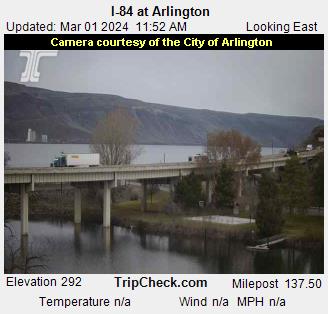 I-84 at Arlington
Updated: Mar 01 2024 11:52 AM Looking East
Camera courtesy of the City of Arlington
Elevation 292 TripCheck.com Milepost 137.50
Temperature n/a Wind n/a MPH n/a